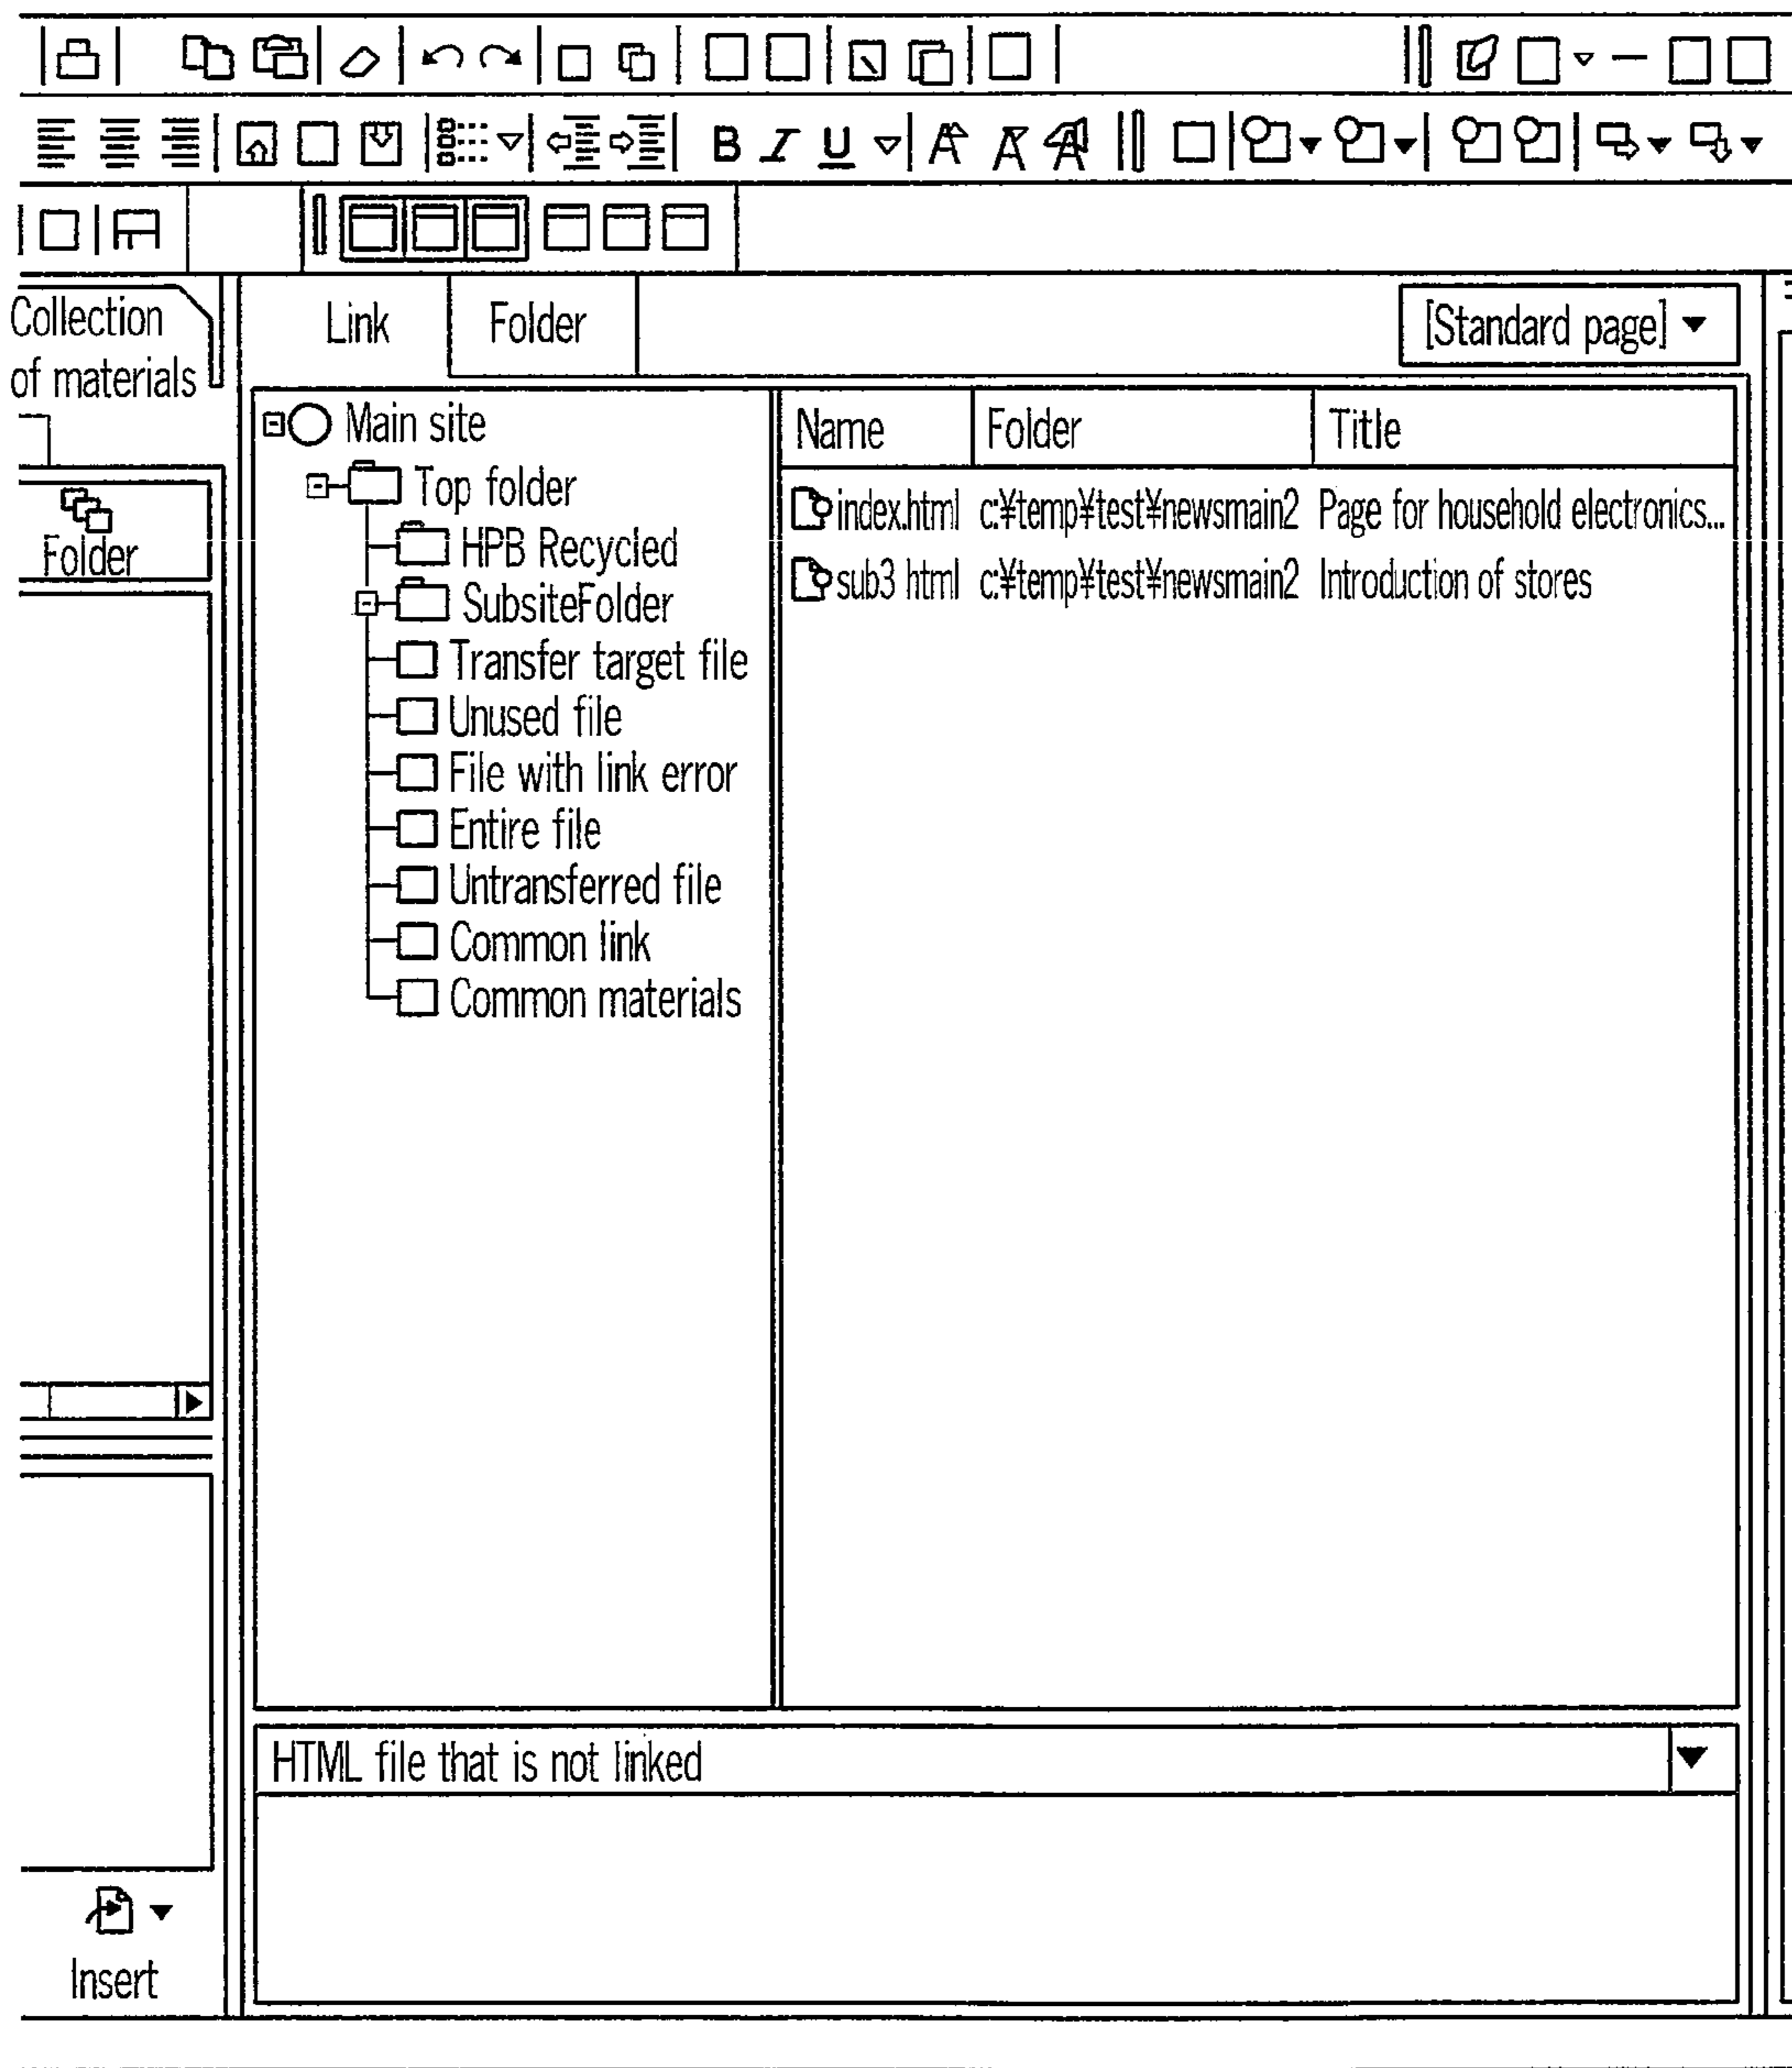 B I U A A A
Collection
of materials
Link
Folder
[Standard page]
Folder
Main site
Top folder
HPB Recycled
SubsiteFolder
Transfer target file
Unused file
File with link error
Entire file
Untransferred file
Common link
Common materials
Name Folder Title
index.html c:¥temp¥test¥newsmain2 Page for household electronics...
sub3 html c:¥temp¥test¥newsmain2 Introduction of stores
HTML file that is not linked
Insert